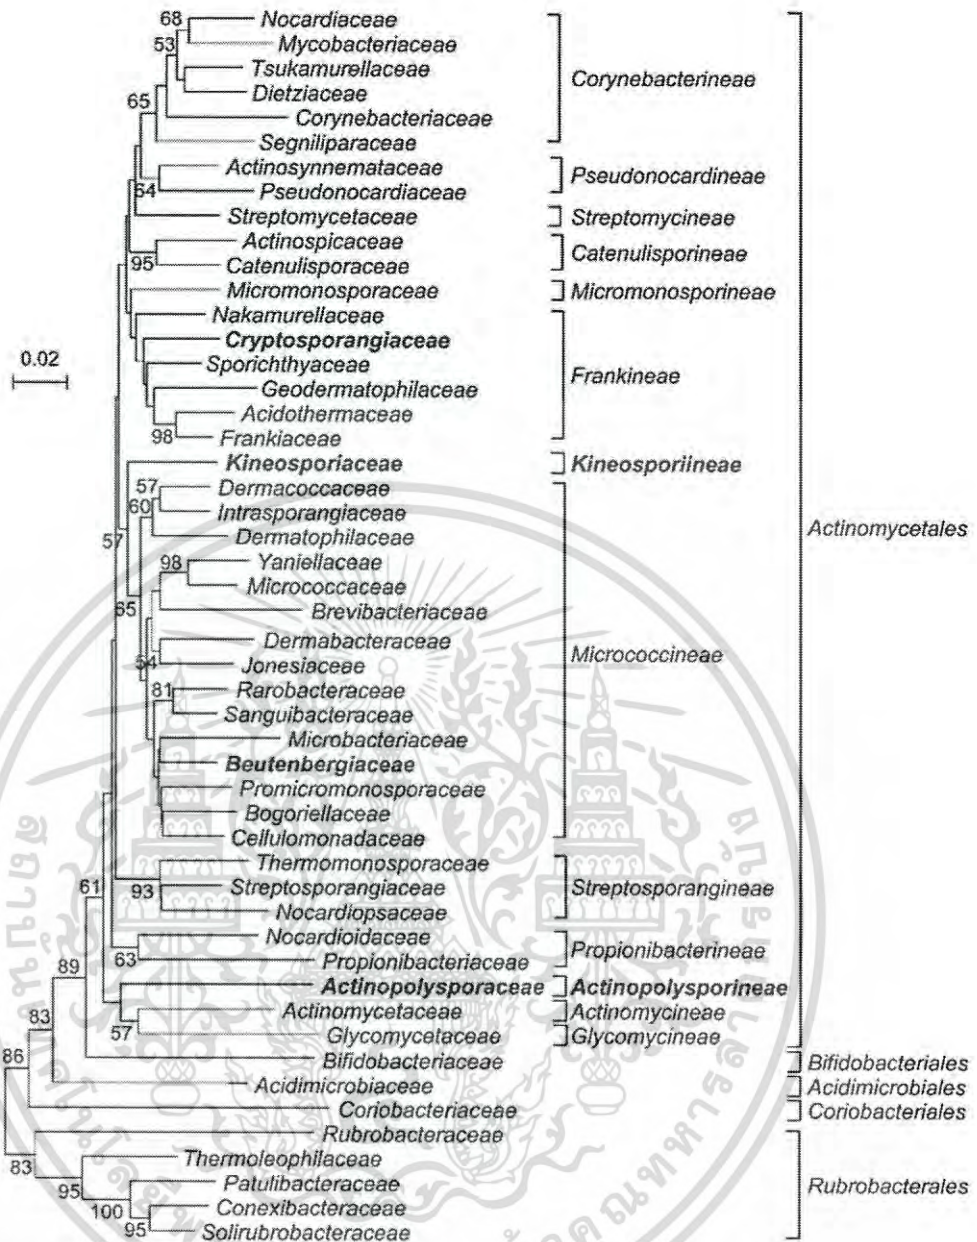 68 Nocardiaceae
53 Mycobacteriaceae
Tsukamurellaceae
Dietziaceae
Corynebacterineae
65 Corynebacteriaceae
Segniliparaceae
Actinosynnemataceae
64 Pseudonocardiaceae
Pseudonocardineae
Streptomycetaceae Streptomycineae
Actinospicaceae
95 Catenulisporaceae
Catenulisporineae
Micromonosporaceae Micromonosporineae
Nakamurellaceae
Cryptosporangiaceae
0.02
Sporichthyaceae
Frankineae
Geodermatophilaceae
Acidothermaceae
98 Frankiaceae
Kineosporiaceae Kineosporiineae
57 Dermacoccaceae
60 Intrasporangiaceae
57 Dermatophilaceae
Actinomycetales
98 Yaniellaceae
Micrococcaceae
65 Brevibacteriaceae
Dermabacteraceae
Micrococcineae
54 Jonesiaceae
81 Rarobacteraceae
Sanguibacteraceae
Microbacteriaceae
Beutenbergiaceae
Promicromonosporaceae
Bogoriellaceae
Cellulomonadaceae
Thermomonosporaceae
61 93 Streptosporangiaceae Streptosporangineae
Nocardiopsaceae
Nocardioidaceae
63 Propionibacteriaceae
Propionibacterineae
89
Actinopolysporaceae Actinopolysporineae
Actinomycetaceae Actinomycineae
57 Glycomycetaceae Glycomycineae
83
86 Bifidobacteriaceae Bifidobacteriales
Acidimicrobiaceae Acidimicrobiales
Coriobacteriaceae Coriobacteriales
Rubrobacteraceae
83 Thermoleophilaceae
95 Patulibacteraceae
Rubrobacterales
100 Conexibacteraceae
95 Solirubrobacteraceae